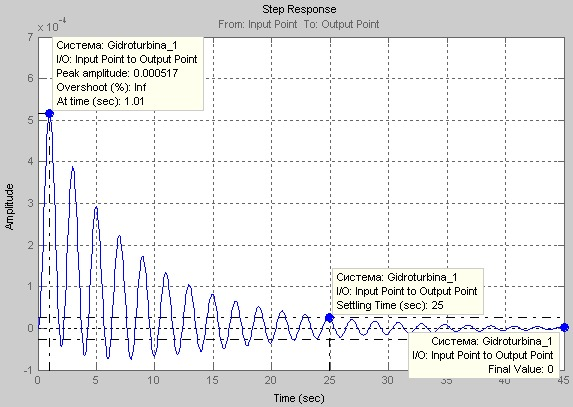 Step Response
From: Input Point To: Output Point
x 10⁻⁴
7
6
5
4
3
2
1
0
-1
Amplitude
Система: Gidroturbina_1
I/O: Input Point to Output Point
Peak amplitude: 0.000517
Overshoot (%): Inf
At time (sec): 1.01
Система: Gidroturbina_1
I/O: Input Point to Output Point
Settling Time (sec): 25
Система: Gidroturbina_1
I/O: Input Point to Output Point
Final Value: 0
0 5 10 15 20 25 30 35 40 45
Time (sec)